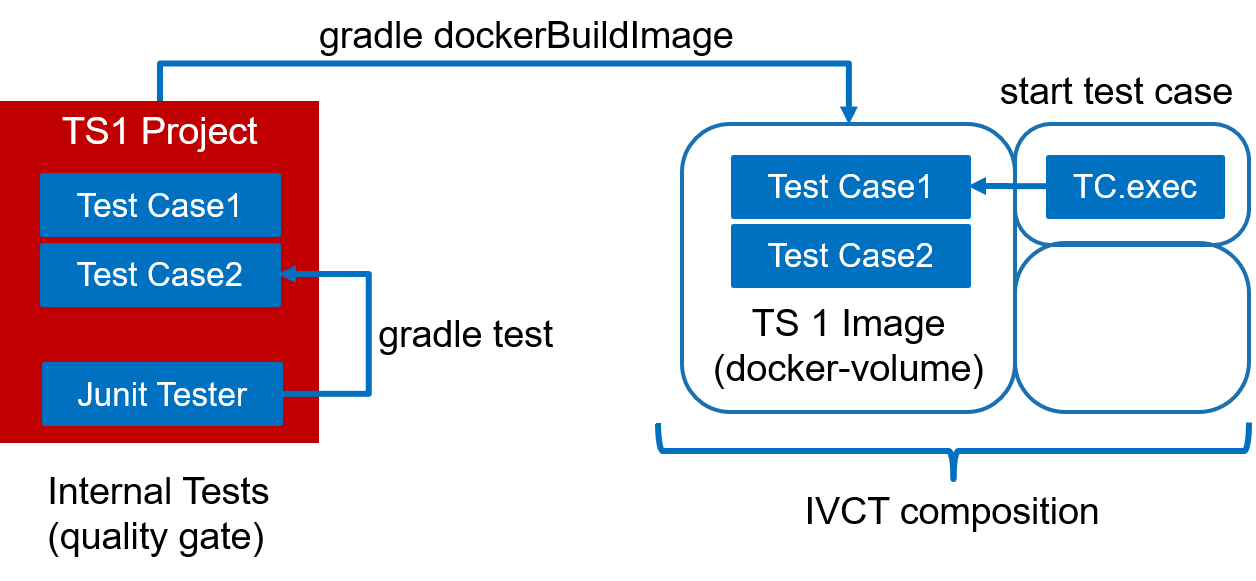 gradle dockerBuildImage
start test case
TS1 Project
Test Case1
Test Case2
gradle test
Junit Tester
Internal Tests
(quality gate)
Test Case1
TC.exec
Test Case2
TS 1 Image
(docker-volume)
IVCT composition